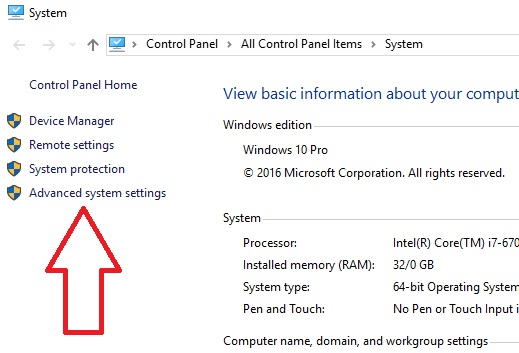 System
Control Panel > All Control Panel Items > System
Control Panel Home
Device Manager
Remote settings
System protection
Advanced system settings
View basic information about your
Windows edition
Windows 10 Pro
© 2016 Microsoft Corporation. All rights reserved.
System
Processor: Intel(R) Core(TM) i7-670
Installed memory (RAM): 32/0 GB
System type: 64-bit Operating System
Pen and Touch: No Pen or Touch Input
Computer name, domain, and workgroup settings